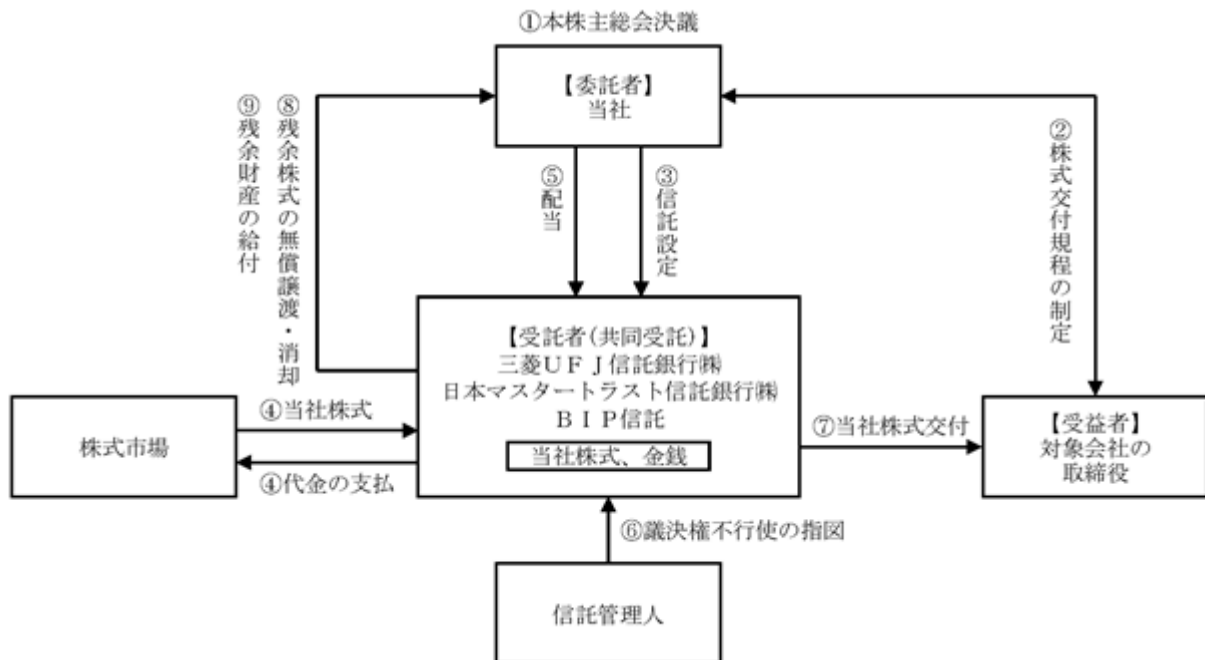 ①本株主総会決議
【委託者】
当社
⑨残余財産の給付
⑧残余株式の無償譲渡・消却
⑤配当
③信託設定
②株式交付規程の制定
【受託者(共同受託)】
三菱UFJ信託銀行㈱
日本マスタートラスト信託銀行㈱
BIP信託
当社株式、金銭
株式市場
④当社株式
④代金の支払
⑦当社株式交付
【受益者】
対象会社の
取締役
⑥議決権不行使の指図
信託管理人